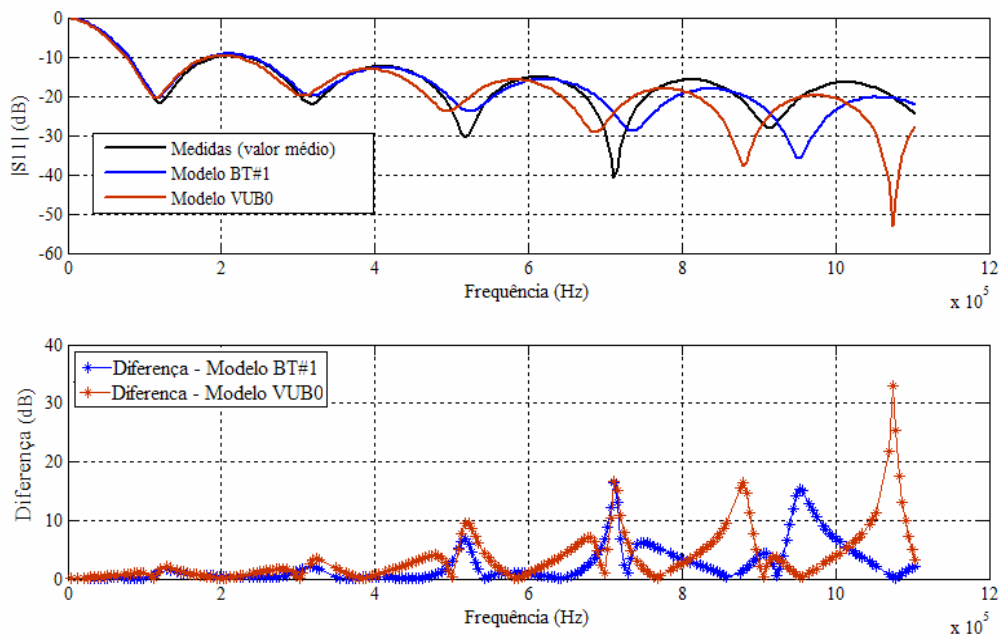 0
-10
-20
-30
-40
-50
-60
|S11| (dB)
Medidas (valor médio)
Modelo BT#1
Modelo VUB0
0 2 4 6 8 10 12
Frequência (Hz)
x 10^5
40
30
20
10
0
Diferença (dB)
Diferença - Modelo BT#1
Diferenca - Modelo VUB0
0 2 4 6 8 10 12
Frequência (Hz)
x 10^5